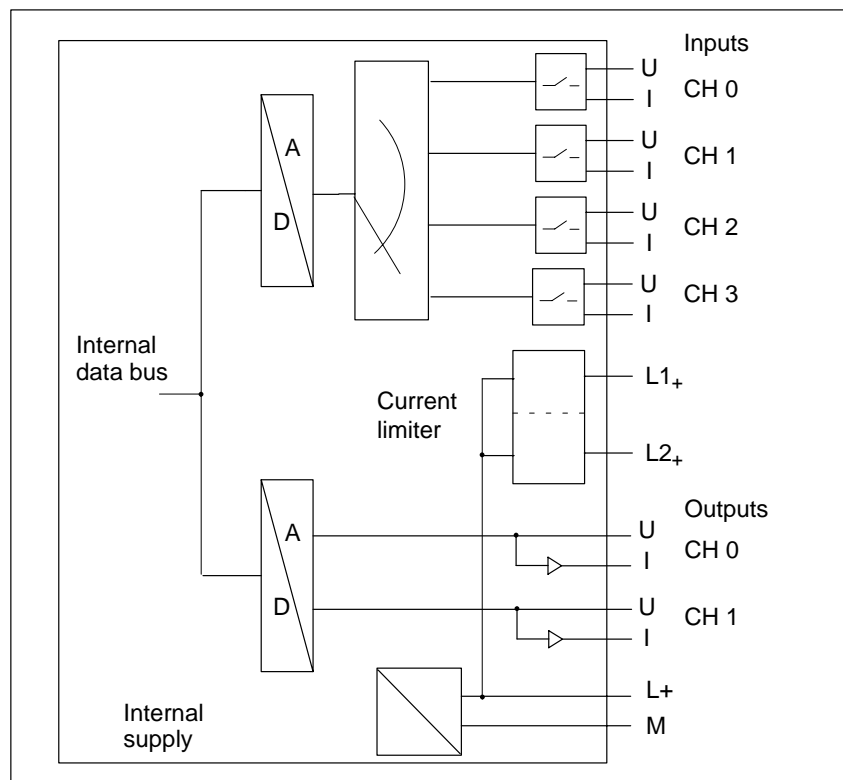 Inputs
U
I
CH 0
U
I
CH 1
U
I
CH 2
U
I
CH 3
A
D
Internal
data bus
Current
limiter
L1+
L2+
Outputs
A
D
U
I
CH 0
U
I
CH 1
L+
M
Internal
supply